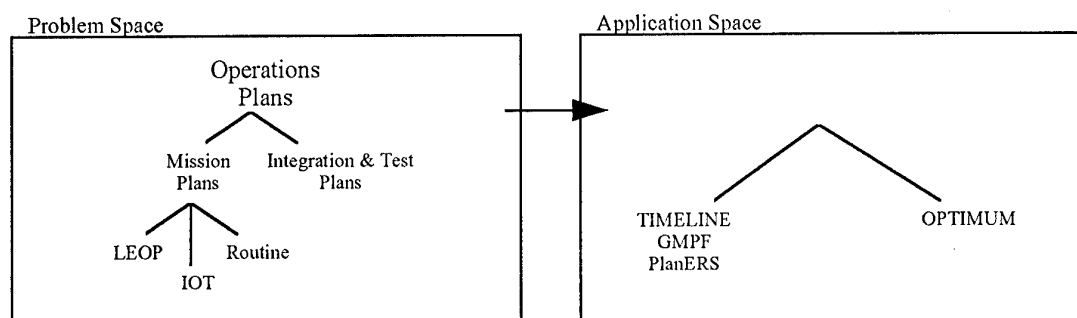 Problem Space
Operations
Plans
Mission
Plans
Integration & Test
Plans
LEOP
Routine
IOT
Application Space
TIMELINE
GMPF
PlanERS
OPTIMUM